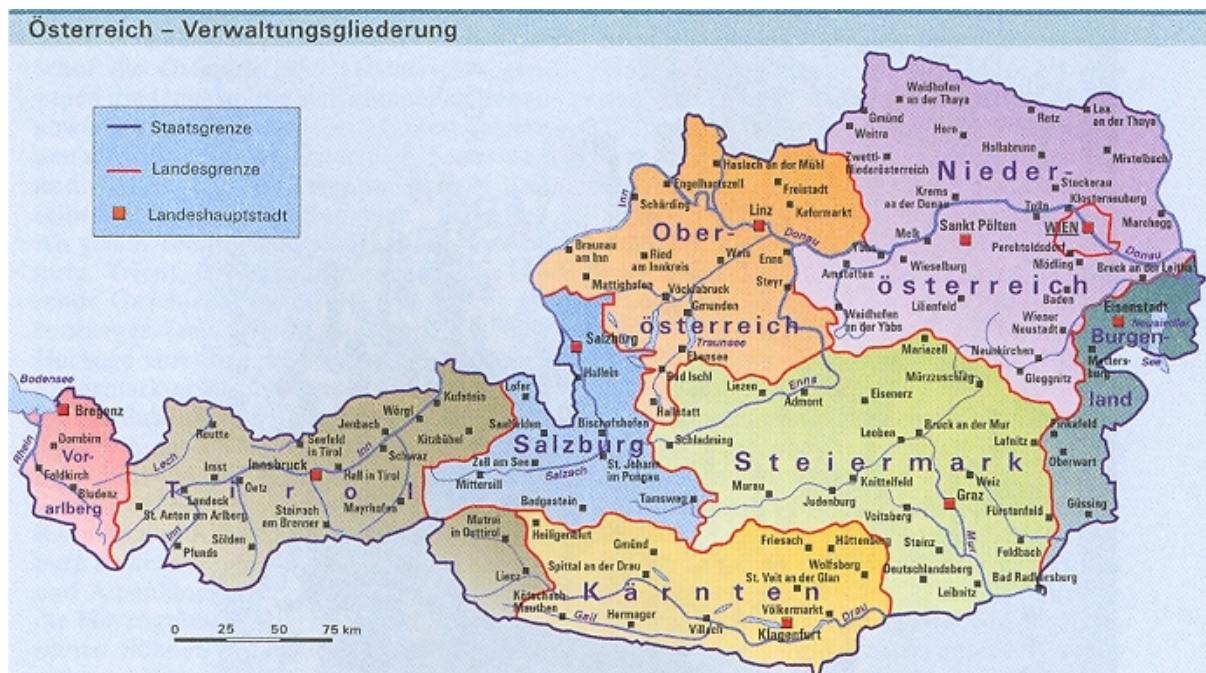 Österreich – Verwaltungsgliederung
Staatsgrenze
Landesgrenze
Landeshauptstadt
Waidhofen
an der Thaya
Gmünd
Weitra
Horn
Retz
Laa
an der Thaya
Hollabrunn
Mistelbach
Zwettl-
Niederösterreich
Nieder-
österreich
Stockerau
Klosterneuburg
Krems
an der Donau
Tulln
WIEN
Marchegg
Sankt Pölten
Perchtoldsdorf
Donau
Melk
Ybbs
Amstetten
Wieselburg
Mödling
Bruck an der Leitha
Baden
Lilienfeld
Waidhofen
an der Ybbs
Wiener
Neustadt
Neunkirchen
Gloggnitz
Haslach an der Mühl
Engelhartszell
Freistadt
Kefermarkt
Inn
Schärding
Linz
Donau
Ober-
österreich
Braunau
am Inn
Ried
am Innkreis
Wels
Enns
Steyr
Mattighofen
Vöcklabruck
Gmunden
Traunsee
Ebensee
Bad Ischl
Hallstatt
Eisenstadt
Neusiedler
See
Burgen-
land
Matters-
burg
Pinkafeld
Oberwart
Güssing
Salzburg
Hallein
Lofer
Saalfelden
Bischofshofen
Salzburg
Zell am See
Salzach
St. Johann
im Pongau
Mittersill
Badgastein
Tamsweg
Mariazell
Mürzzuschlag
Liezen
Enns
Admont
Eisenerz
Schladming
Leoben
Bruck an der Mur
Lafnitz
Steiermark
Murau
Judenburg
Knittelfeld
Weiz
Graz
Voitsberg
Fürstenfeld
Stainz
Mur
Feldbach
Deutschlandsberg
Leibnitz
Bad Radkersburg
Bodensee
Bregenz
Rhein
Dornbirn
Vor-
arlberg
Feldkirch
Bludenz
Reutte
Lech
Seefeld
in Tirol
Jenbach
Wörgl
Kufstein
Inn
Kitzbühel
Schwaz
Imst
Innsbruck
Hall in Tirol
Tirol
Oetz
Landeck
St. Anton am Arlberg
Steinach
am Brenner
Mayrhofen
Inn
Pfunds
Sölden
Matrei
in Osttirol
Lienz
Heiligenblut
Gmünd
Friesach
Hüttenberg
Spittal an der Drau
Wolfsberg
St. Veit an der Glan
Kärnten
Kötschach
Mauthen
Gail
Hermagor
Villach
Völkermarkt
Klagenfurt
Drau
0 25 50 75 km